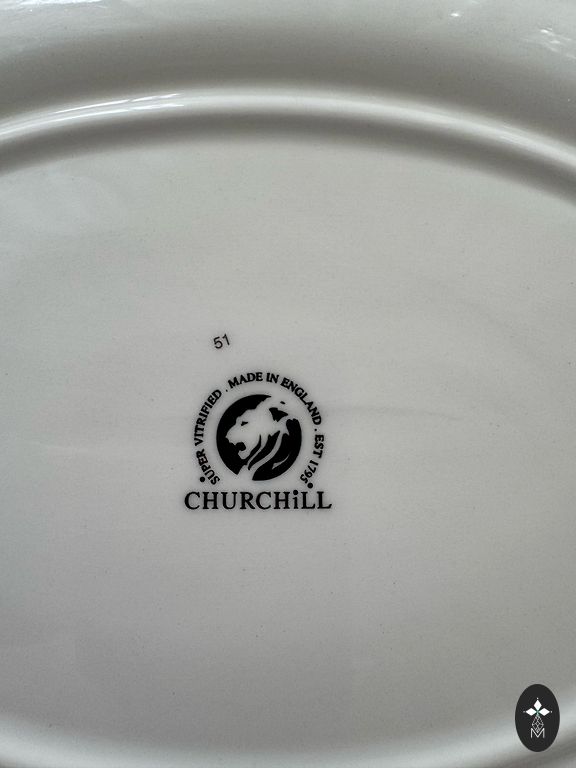 51
SUPER VITRIFIED . MADE IN ENGLAND . EST 1795
CHURCHiLL
M